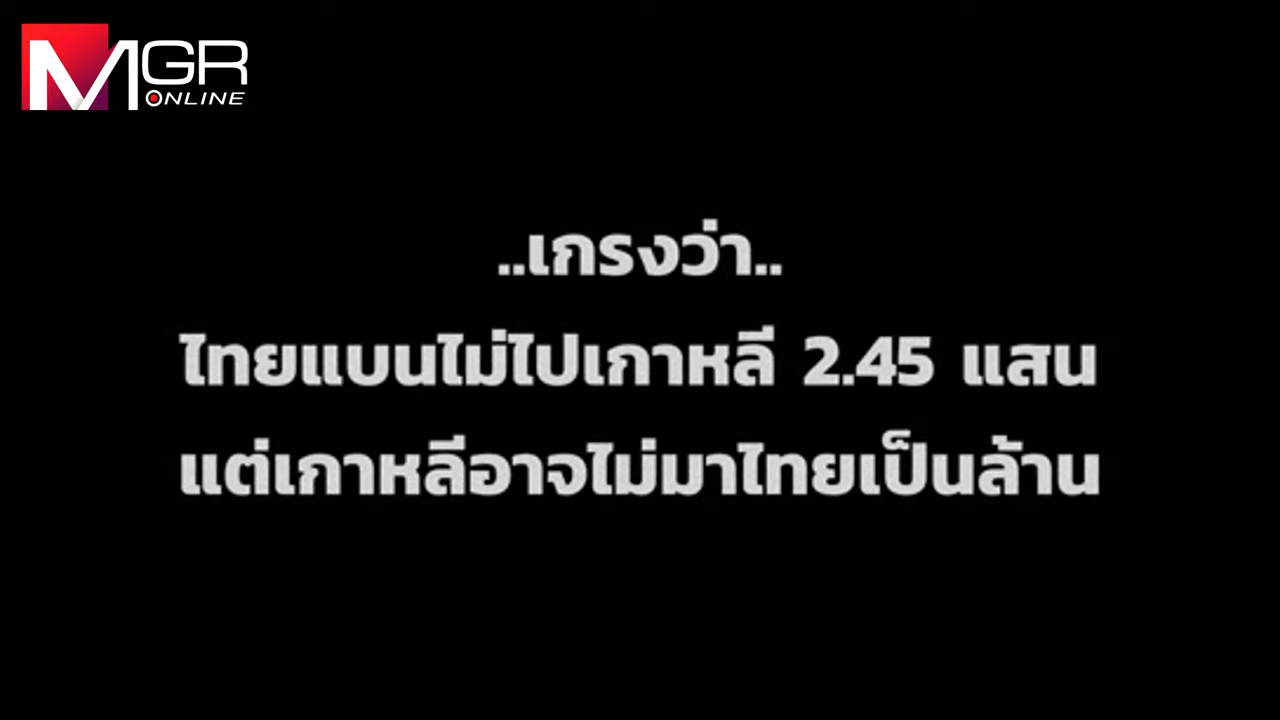 MGR
ONLINE
..เกรงว่า..
ไทยแบนไม่ไปเกาหลี 2.45 แสน
แต่เกาหลีอาจไม่มาไทยเป็นล้าน